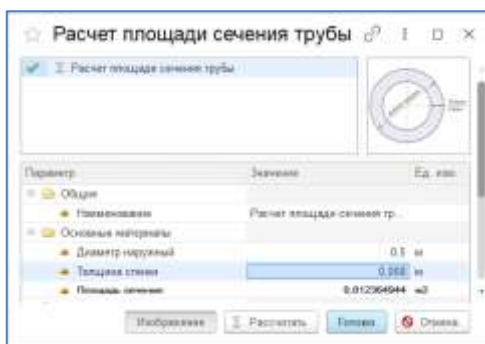 Расчет площади сечения трубы
Расчет площади сечения трубы
Параметр Значение Ед. изм.
Общие
Наименование Расчет площади сечения тр...
Основные материалы
Диаметр наружный 0.5 м
Толщина стенки 0.008 м
Площадь сечения 0.012364944 м2
Изображение Рассчитать Готово Отмена